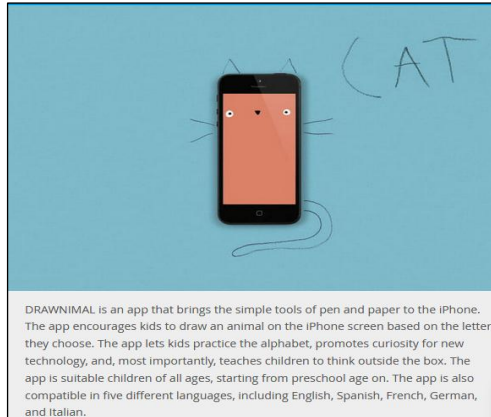 CAT
DRAWNIMAL is an app that brings the simple tools of pen and paper to the iPhone.
The app encourages kids to draw an animal on the iPhone screen based on the letter
they choose. The app lets kids practice the alphabet, promotes curiosity for new
technology, and, most importantly, teaches children to think outside the box. The
app is suitable children of all ages, starting from preschool age on. The app is also
compatible in five different languages, including English, Spanish, French, German,
and Italian.